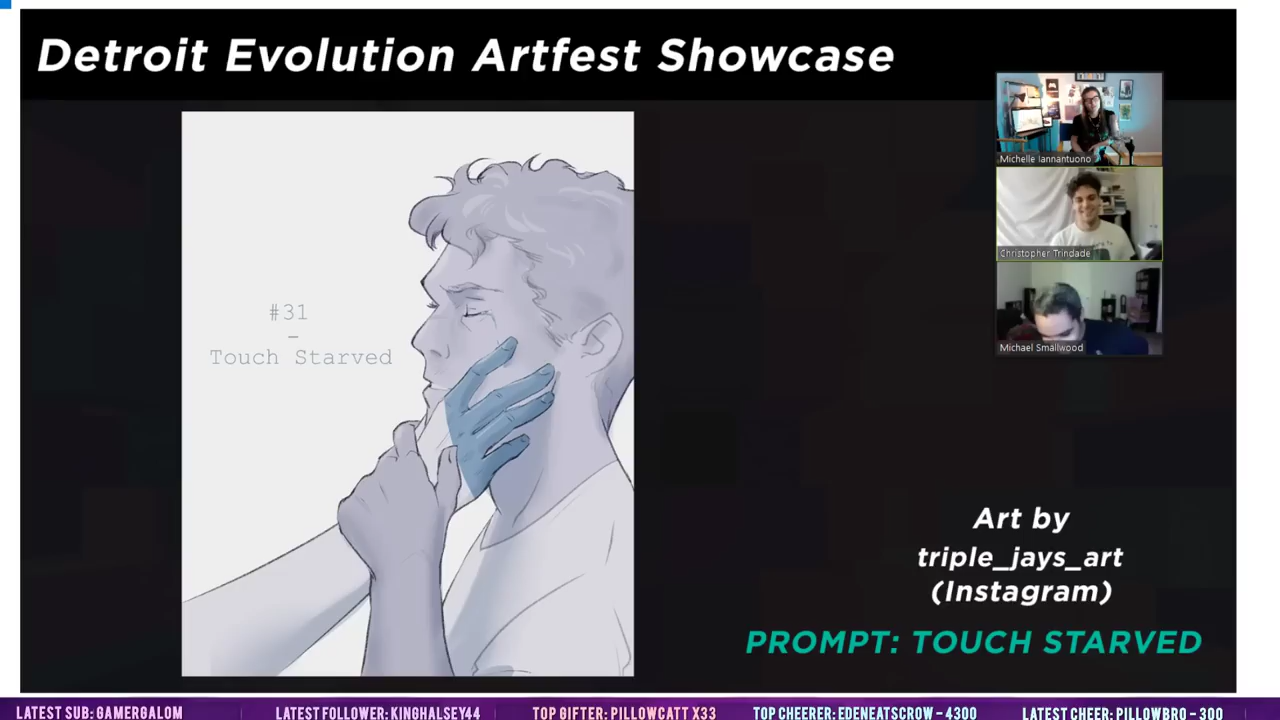 Detroit Evolution Artfest Showcase
Michelle Iannantuono
Christopher Trindade
Michael Smallwood
#31
-
Touch Starved
Art by
triple_jays_art
(Instagram)
PROMPT: TOUCH STARVED
LATEST SUB: GAMERGALOM
LATEST FOLLOWER: KINGHALSEY44
TOP GIFTER: PILLOWCATT X33
TOP CHEERER: EDENEATSCROW - 4300
LATEST CHEER: PILLOWBRO - 300